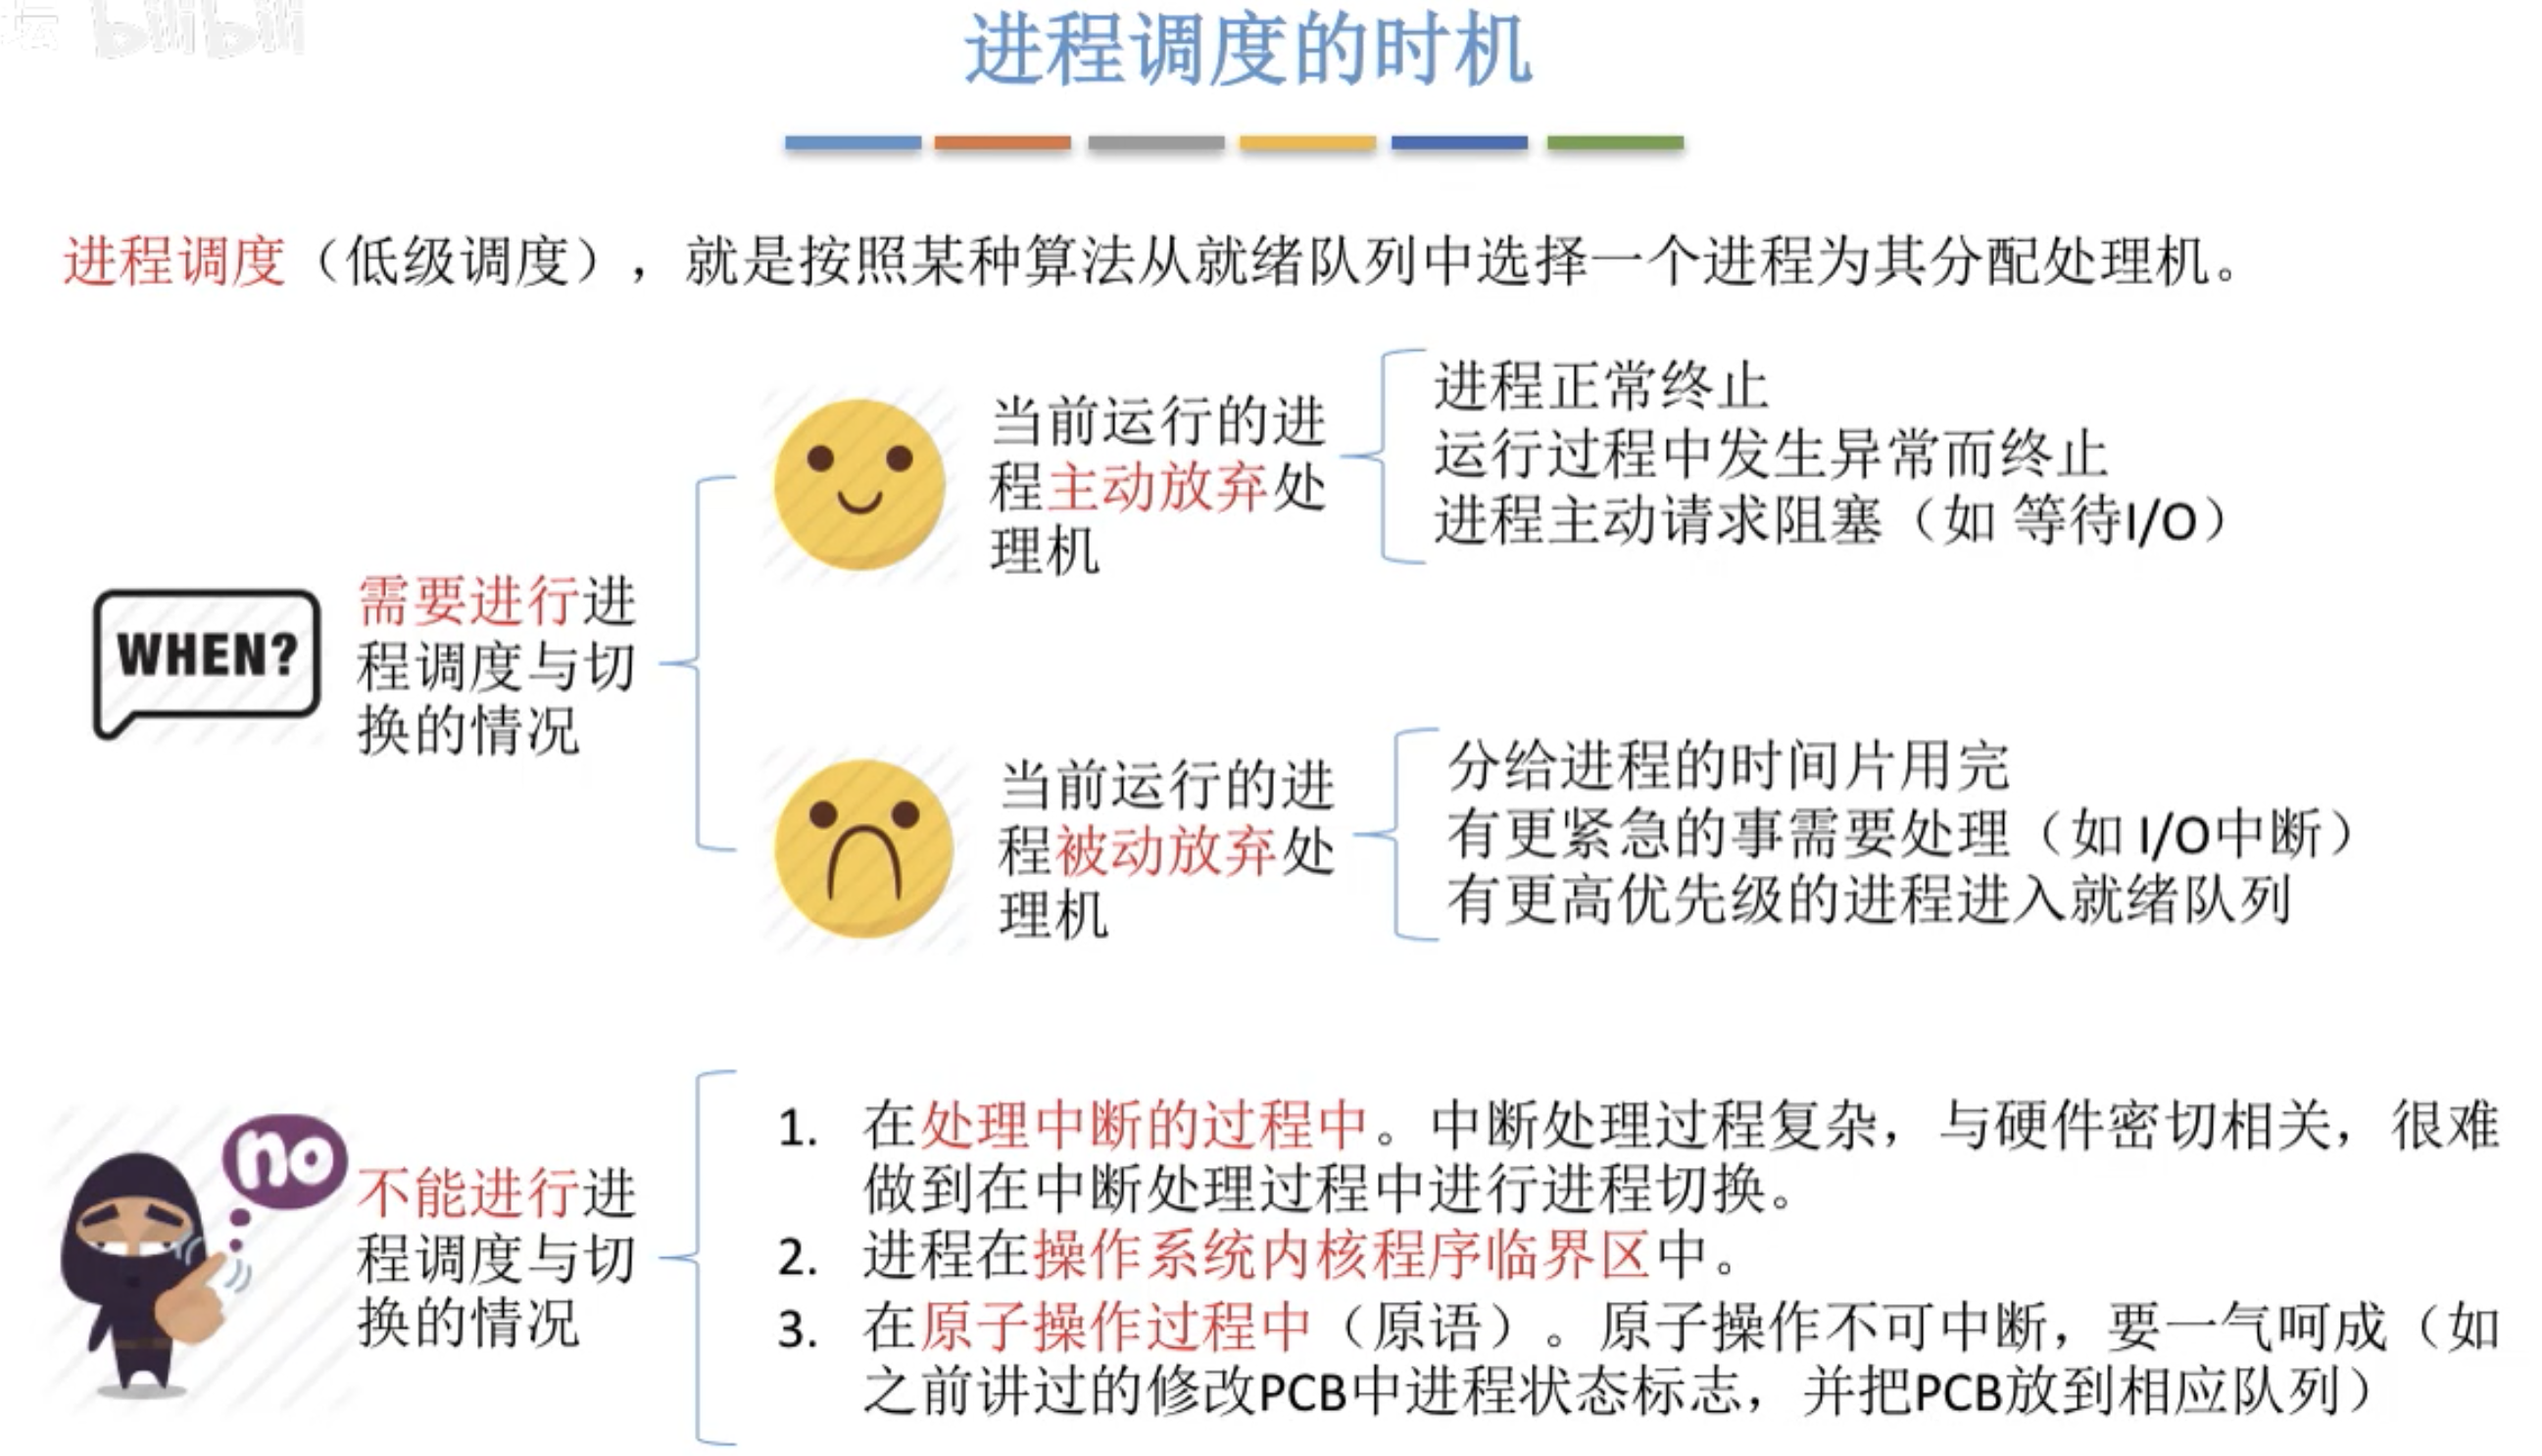 坛 bilibili
进程调度的时机
进程调度（低级调度），就是按照某种算法从就绪队列中选择一个进程为其分配处理机。
WHEN?
需要进行进
程调度与切
换的情况
当前运行的进
程主动放弃处
理机
进程正常终止
运行过程中发生异常而终止
进程主动请求阻塞（如 等待I/O）
当前运行的进
程被动放弃处
理机
分给进程的时间片用完
有更紧急的事需要处理（如 I/O中断）
有更高优先级的进程进入就绪队列
no
不能进行进
程调度与切
换的情况
1. 在处理中断的过程中。中断处理过程复杂，与硬件密切相关，很难
做到在中断处理过程中进行进程切换。
2. 进程在操作系统内核程序临界区中。
3. 在原子操作过程中（原语）。原子操作不可中断，要一气呵成（如
之前讲过的修改PCB中进程状态标志，并把PCB放到相应队列）